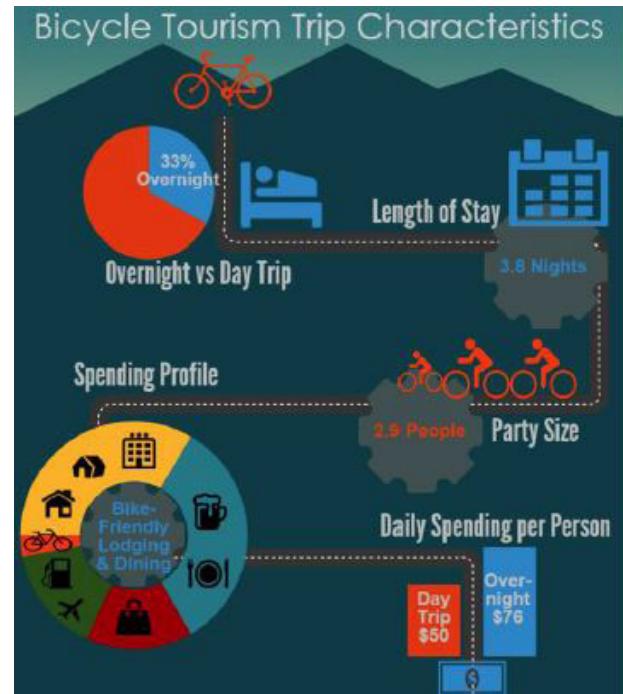 Bicycle Tourism Trip Characteristics
33%
Overnight
Length of Stay
Overnight vs Day Trip
3.8 Nights
Spending Profile
2.9 People
Party Size
Bike-
Friendly
Lodging
& Dining
Daily Spending per Person
Day
Trip
$50
Over-
night
$76
$